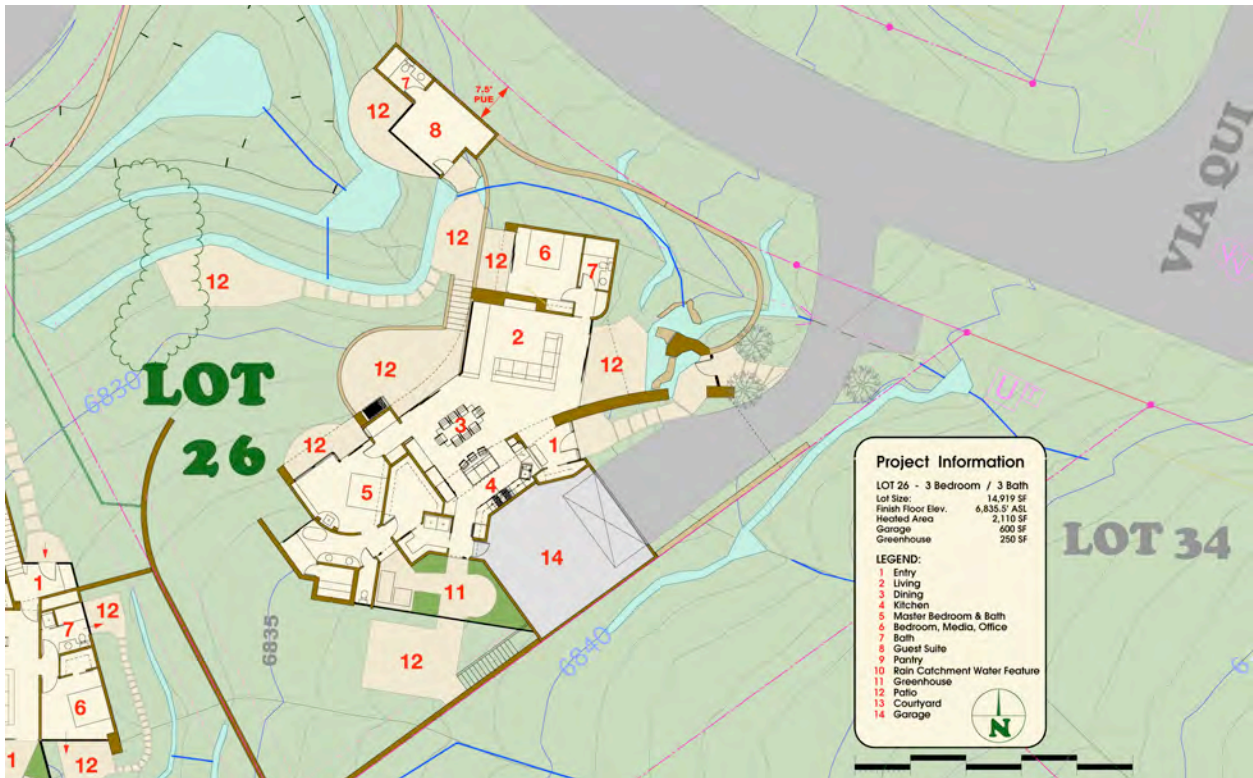 7
7.5'
PUE
12
8
VIA QUI
12
12
6
7
12
2
12
12
LOT
26
6830
3
12
1
5
4
14
11
12
6835
6840
LOT 34
1
7
12
6
12
1
Project Information
LOT 26 - 3 Bedroom / 3 Bath
Lot Size: 14,919 SF
Finish Floor Elev. 6,835.5' ASL
Heated Area 2,110 SF
Garage 600 SF
Greenhouse 250 SF
LEGEND:
1 Entry
2 Living
3 Dining
4 Kitchen
5 Master Bedroom & Bath
6 Bedroom, Media, Office
7 Bath
8 Guest Suite
9 Pantry
10 Rain Catchment Water Feature
11 Greenhouse
12 Patio
13 Courtyard
14 Garage
N